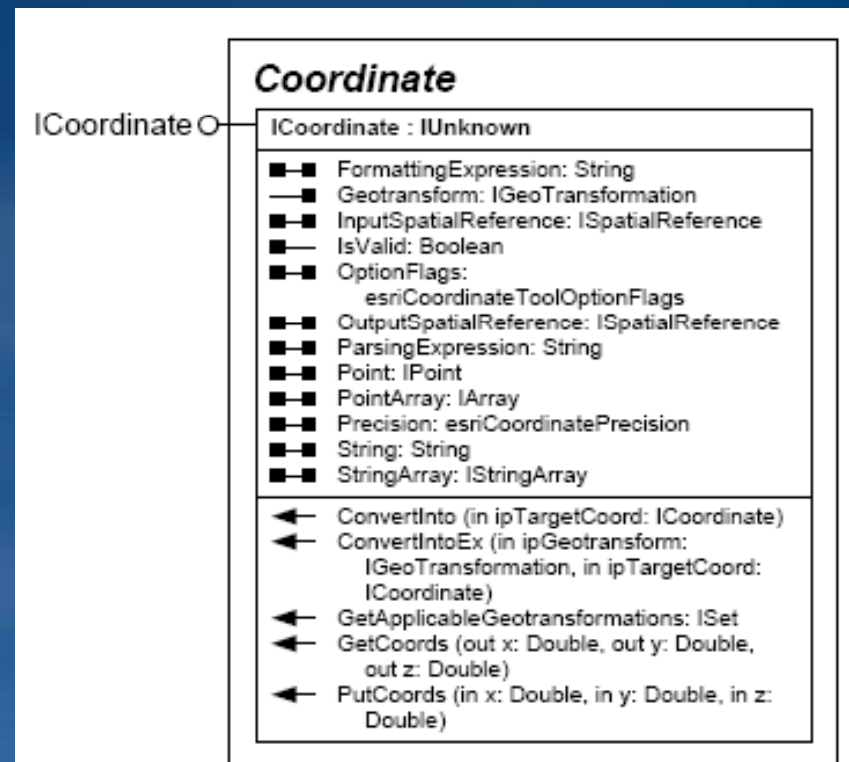 Coordinate
ICoordinate
ICoordinate : IUnknown
FormattingExpression: String
Geotransform: IGeoTransformation
InputSpatialReference: ISpatialReference
IsValid: Boolean
OptionFlags:
esriCoordinateToolOptionFlags
OutputSpatialReference: ISpatialReference
ParsingExpression: String
Point: IPoint
PointArray: IArray
Precision: esriCoordinatePrecision
String: String
StringArray: IStringArray
ConvertInto (in ipTargetCoord: ICoordinate)
ConvertIntoEx (in ipGeotransform:
IGeoTransformation, in ipTargetCoord:
ICoordinate)
GetApplicableGeotransformations: ISet
GetCoords (out x: Double, out y: Double,
out z: Double)
PutCoords (in x: Double, in y: Double, in z:
Double)